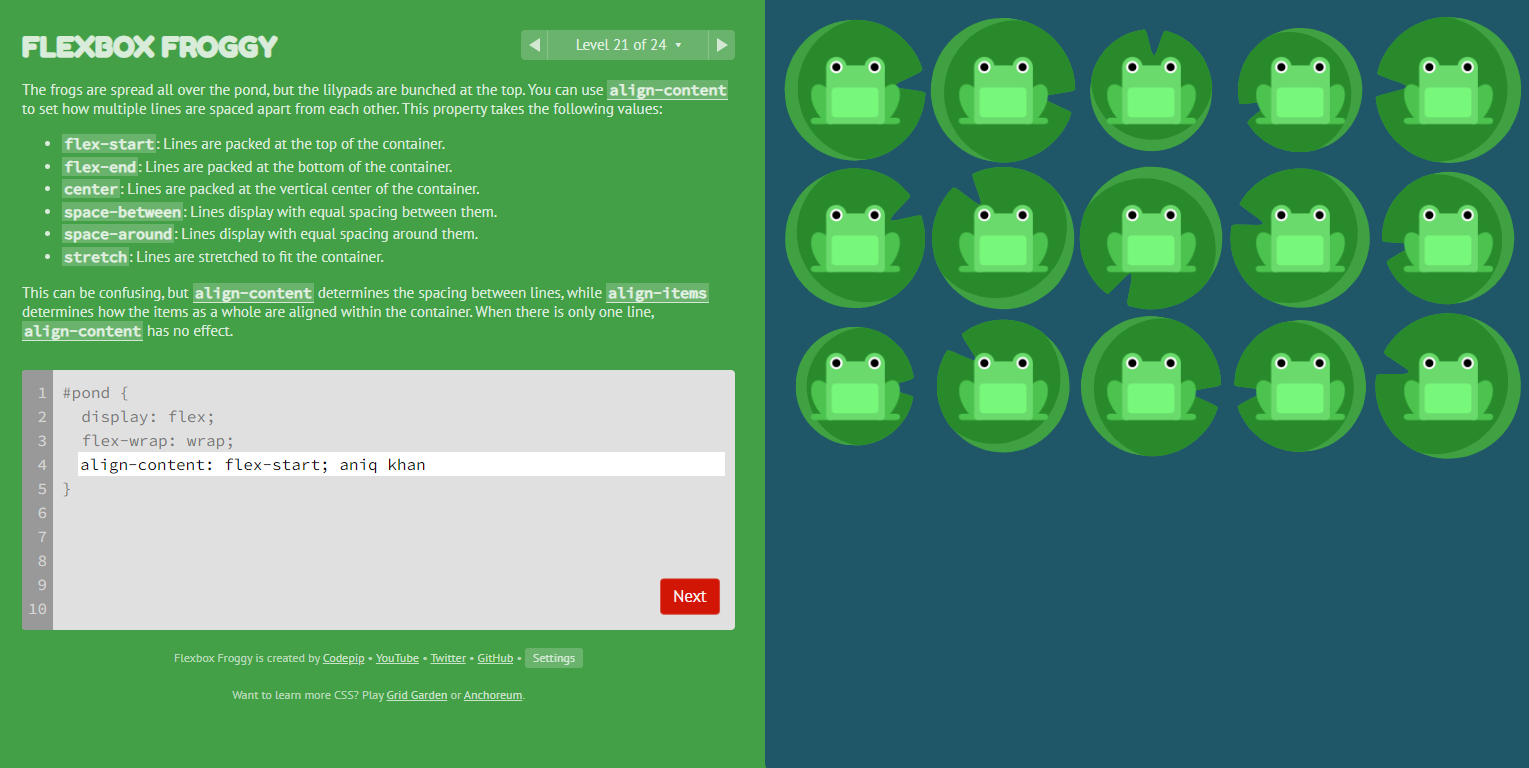 FLEXBOX FROGGY
Level 21 of 24
The frogs are spread all over the pond, but the lilypads are bunched at the top. You can use align-content
to set how multiple lines are spaced apart from each other. This property takes the following values:
• flex-start: Lines are packed at the top of the container.
• flex-end: Lines are packed at the bottom of the container.
• center: Lines are packed at the vertical center of the container.
• space-between: Lines display with equal spacing between them.
• space-around: Lines display with equal spacing around them.
• stretch: Lines are stretched to fit the container.
This can be confusing, but align-content determines the spacing between lines, while align-items
determines how the items as a whole are aligned within the container. When there is only one line,
align-content has no effect.
1 #pond {
2 display: flex;
3 flex-wrap: wrap;
4 align-content: flex-start; aniq khan
5 }
6
7
8
9
10
Next
Flexbox Froggy is created by Codepip • YouTube • Twitter • GitHub • Settings
Want to learn more CSS? Play Grid Garden or Anchoreum.